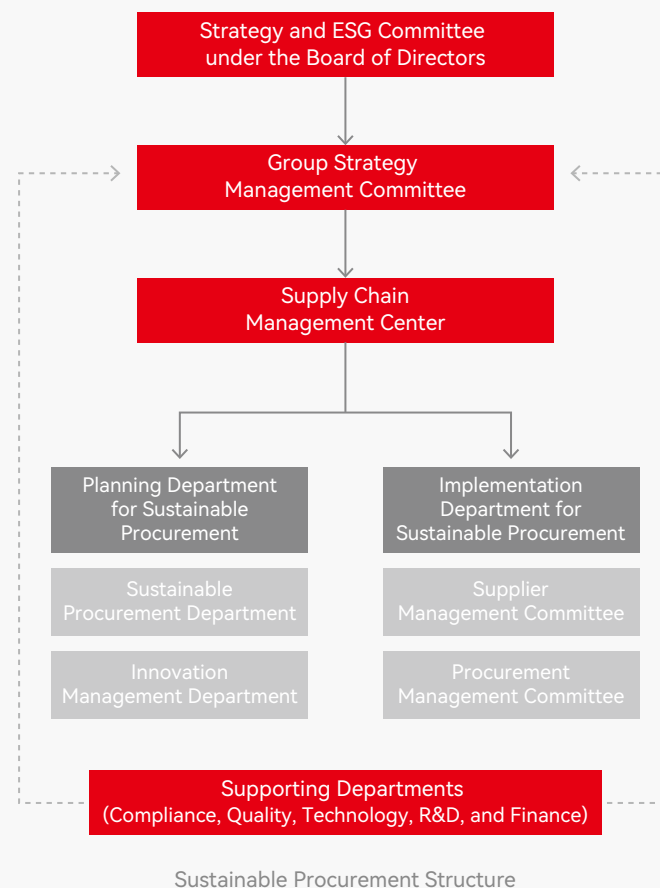 Strategy and ESG Committee
under the Board of Directors
Group Strategy
Management Committee
Supply Chain
Management Center
Planning Department
for Sustainable
Procurement
Sustainable
Procurement Department
Innovation
Management Department
Implementation
Department for
Sustainable Procurement
Supplier
Management Committee
Procurement
Management Committee
Supporting Departments
(Compliance, Quality, Technology, R&D, and Finance)
Sustainable Procurement Structure